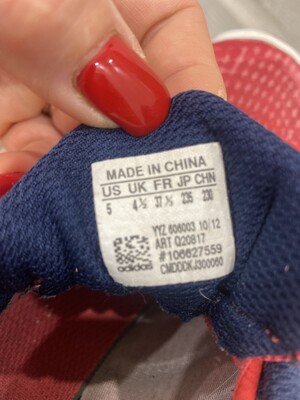 MADE IN CHINA
US UK FR JP CHN
5 4½ 37⅓ 235 230
YYZ 606003 10/12
ART Q20817
#106627559
adidas
CMDDDKJ300060